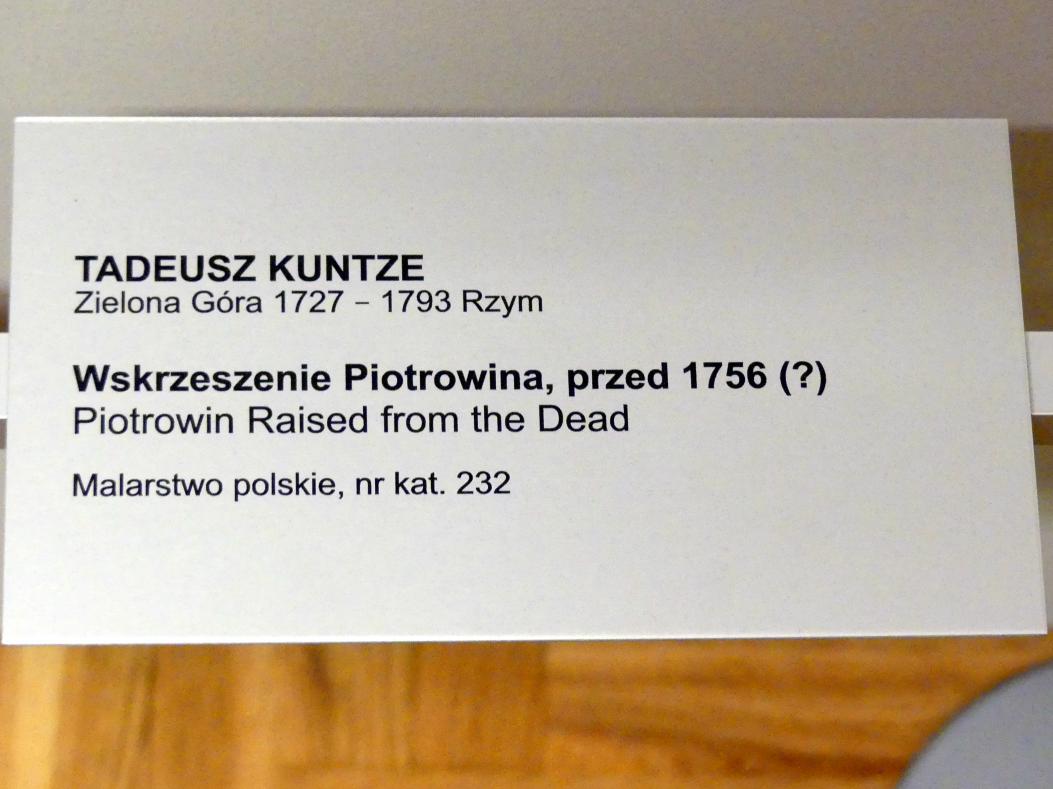 TADEUSZ KUNTZE
Zielona Góra 1727 – 1793 Rzym
Wskrzeszenie Piotrowina, przed 1756 (?)
Piotrowin Raised from the Dead
Malarstwo polskie, nr kat. 232